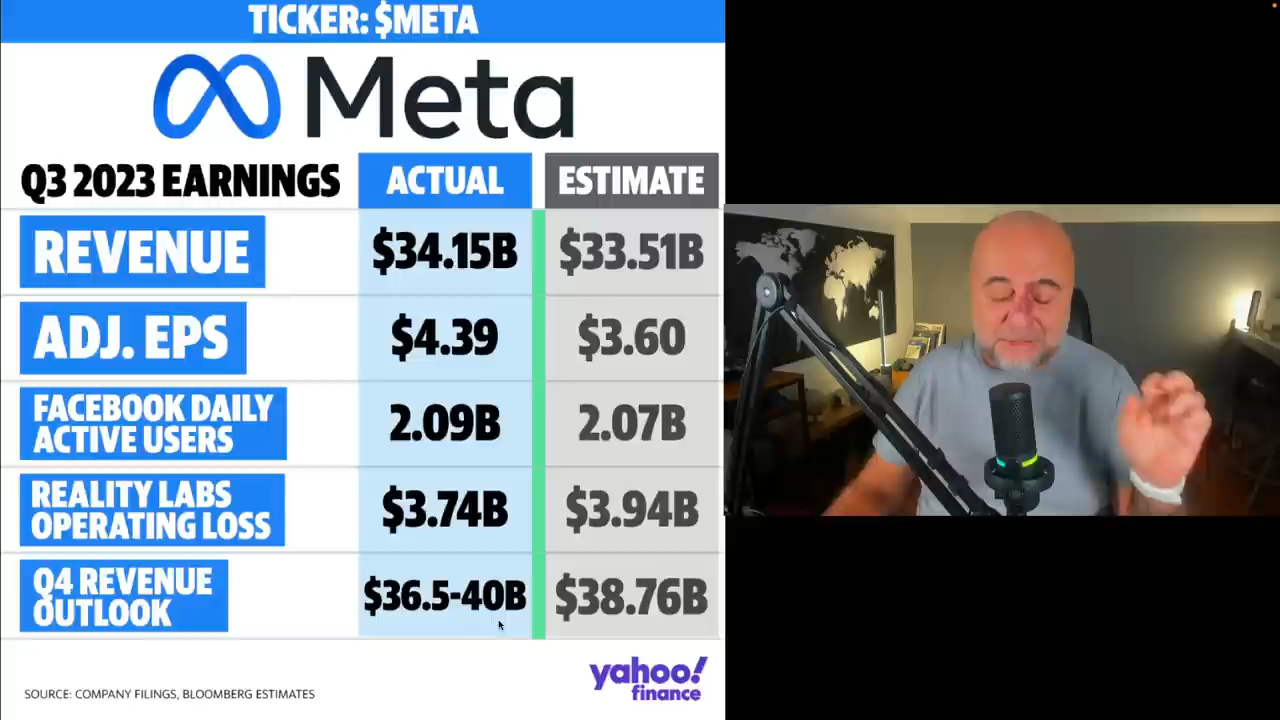 TICKER: $META
Meta
Q3 2023 EARNINGS ACTUAL ESTIMATE
REVENUE $34.15B $33.51B
ADJ. EPS $4.39 $3.60
FACEBOOK DAILY
ACTIVE USERS 2.09B 2.07B
REALITY LABS
OPERATING LOSS $3.74B $3.94B
Q4 REVENUE
OUTLOOK $36.5-40B $38.76B
SOURCE: COMPANY FILINGS, BLOOMBERG ESTIMATES
yahoo!
finance